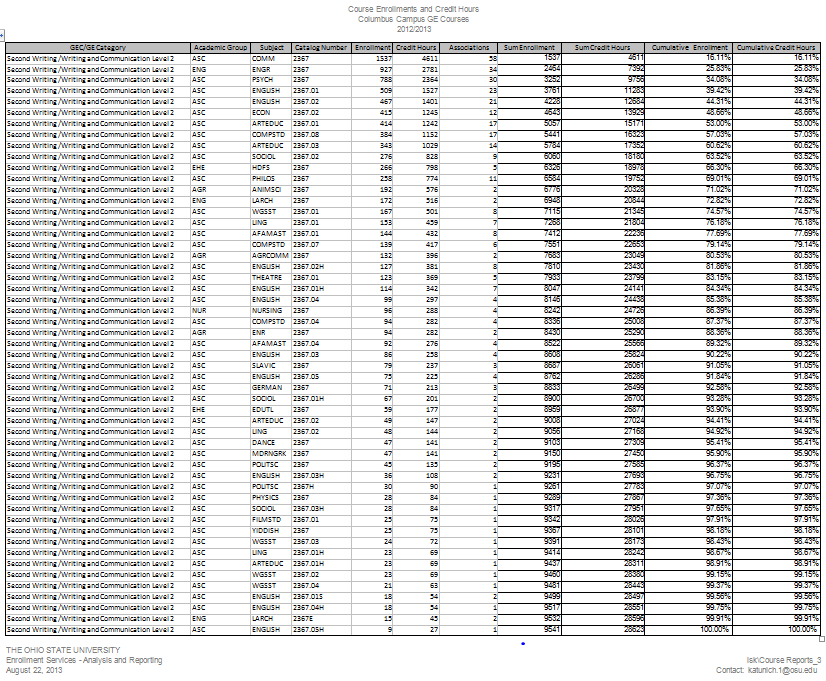 Course Enrollments and Credit Hours
Columbus Campus GE Courses
2012/2013
GEC/GE Category Academic Group Subject Catalog Number Enrollment Credit Hours Associations Sum Enrollment Sum Credit Hours Cumulative Enrollment Cumulative Credit Hours
Second Writing/Writing and Communication Level 2 ASC COMM 2367 1537 4611 58 1537 4611 16.11% 16.11%
Second Writing/Writing and Communication Level 2 ENG ENGR 2367 927 2781 34 2464 7392 25.83% 25.83%
Second Writing/Writing and Communication Level 2 ASC PSYCH 2367 788 2364 30 3252 9756 34.08% 34.08%
Second Writing/Writing and Communication Level 2 ASC ENGLISH 2367.01 509 1527 23 3761 11283 39.42% 39.42%
Second Writing/Writing and Communication Level 2 ASC ENGLISH 2367.02 467 1401 21 4228 12684 44.31% 44.31%
Second Writing/Writing and Communication Level 2 ASC ECON 2367.02 415 1245 12 4643 13929 48.66% 48.66%
Second Writing/Writing and Communication Level 2 ASC ARTEDUC 2367.01 414 1242 17 5057 15171 53.00% 53.00%
Second Writing/Writing and Communication Level 2 ASC COMPSTD 2367.08 384 1152 17 5441 16323 57.03% 57.03%
Second Writing/Writing and Communication Level 2 ASC ARTEDUC 2367.03 343 1029 14 5784 17352 60.62% 60.62%
Second Writing/Writing and Communication Level 2 ASC SOCIOL 2367.02 276 828 9 6060 18180 63.52% 63.52%
Second Writing/Writing and Communication Level 2 EHE HDFS 2367 266 798 5 6326 18978 66.30% 66.30%
Second Writing/Writing and Communication Level 2 ASC PHILOS 2367 258 774 11 6584 19752 69.01% 69.01%
Second Writing/Writing and Communication Level 2 AGR ANIMSCI 2367 192 576 2 6776 20328 71.02% 71.02%
Second Writing/Writing and Communication Level 2 ENG LARCH 2367 172 516 2 6948 20844 72.82% 72.82%
Second Writing/Writing and Communication Level 2 ASC WGSST 2367.01 167 501 8 7115 21345 74.57% 74.57%
Second Writing/Writing and Communication Level 2 ASC LING 2367.01 153 459 7 7268 21804 76.18% 76.18%
Second Writing/Writing and Communication Level 2 ASC AFAMAST 2367.01 144 432 8 7412 22236 77.69% 77.69%
Second Writing/Writing and Communication Level 2 ASC COMPSTD 2367.07 139 417 6 7551 22653 79.14% 79.14%
Second Writing/Writing and Communication Level 2 AGR AGRCOMM 2367 132 396 2 7683 23049 80.53% 80.53%
Second Writing/Writing and Communication Level 2 ASC ENGLISH 2367.02H 127 381 8 7810 23430 81.86% 81.86%
Second Writing/Writing and Communication Level 2 ASC THEATRE 2367.01 123 369 5 7933 23799 83.15% 83.15%
Second Writing/Writing and Communication Level 2 ASC ENGLISH 2367.01H 114 342 7 8047 24141 84.34% 84.34%
Second Writing/Writing and Communication Level 2 ASC ENGLISH 2367.04 99 297 4 8146 24438 85.38% 85.38%
Second Writing/Writing and Communication Level 2 NUR NURSING 2367 96 288 4 8242 24726 86.39% 86.39%
Second Writing/Writing and Communication Level 2 ASC COMPSTD 2367.04 94 282 4 8336 25008 87.37% 87.37%
Second Writing/Writing and Communication Level 2 AGR ENR 2367 94 282 2 8430 25290 88.36% 88.36%
Second Writing/Writing and Communication Level 2 ASC AFAMAST 2367.04 92 276 4 8522 25566 89.32% 89.32%
Second Writing/Writing and Communication Level 2 ASC ENGLISH 2367.03 86 258 4 8608 25824 90.22% 90.22%
Second Writing/Writing and Communication Level 2 ASC SLAVIC 2367 79 237 3 8687 26061 91.05% 91.05%
Second Writing/Writing and Communication Level 2 ASC ENGLISH 2367.05 75 225 4 8762 26286 91.84% 91.84%
Second Writing/Writing and Communication Level 2 ASC GERMAN 2367 71 213 3 8833 26499 92.58% 92.58%
Second Writing/Writing and Communication Level 2 ASC SOCIOL 2367.01H 67 201 2 8900 26700 93.28% 93.28%
Second Writing/Writing and Communication Level 2 EHE EDUTL 2367 59 177 2 8959 26877 93.90% 93.90%
Second Writing/Writing and Communication Level 2 ASC ARTEDUC 2367.02 49 147 2 9008 27024 94.41% 94.41%
Second Writing/Writing and Communication Level 2 ASC LING 2367.02 48 144 2 9056 27168 94.92% 94.92%
Second Writing/Writing and Communication Level 2 ASC DANCE 2367 47 141 2 9103 27309 95.41% 95.41%
Second Writing/Writing and Communication Level 2 ASC MDRNGRK 2367 47 141 2 9150 27450 95.90% 95.90%
Second Writing/Writing and Communication Level 2 ASC POLITSC 2367 45 135 2 9195 27585 96.37% 96.37%
Second Writing/Writing and Communication Level 2 ASC ENGLISH 2367.03H 36 108 2 9231 27693 96.75% 96.75%
Second Writing/Writing and Communication Level 2 ASC POLITSC 2367H 30 90 1 9261 27783 97.07% 97.07%
Second Writing/Writing and Communication Level 2 ASC PHYSICS 2367 28 84 1 9289 27867 97.36% 97.36%
Second Writing/Writing and Communication Level 2 ASC SOCIOL 2367.03H 28 84 1 9317 27951 97.65% 97.65%
Second Writing/Writing and Communication Level 2 ASC FILMSTD 2367.01 25 75 1 9342 28026 97.91% 97.91%
Second Writing/Writing and Communication Level 2 ASC YIDDISH 2367 25 75 1 9367 28101 98.18% 98.18%
Second Writing/Writing and Communication Level 2 ASC WGSST 2367.03 24 72 1 9391 28173 98.43% 98.43%
Second Writing/Writing and Communication Level 2 ASC LING 2367.01H 23 69 1 9414 28242 98.67% 98.67%
Second Writing/Writing and Communication Level 2 ASC ARTEDUC 2367.01H 23 69 1 9437 28311 98.91% 98.91%
Second Writing/Writing and Communication Level 2 ASC WGSST 2367.02 23 69 1 9460 28380 99.15% 99.15%
Second Writing/Writing and Communication Level 2 ASC WGSST 2367.04 21 63 1 9481 28443 99.37% 99.37%
Second Writing/Writing and Communication Level 2 ASC ENGLISH 2367.01S 18 54 2 9499 28497 99.56% 99.56%
Second Writing/Writing and Communication Level 2 ASC ENGLISH 2367.04H 18 54 1 9517 28551 99.75% 99.75%
Second Writing/Writing and Communication Level 2 ENG LARCH 2367E 15 45 2 9532 28596 99.91% 99.91%
Second Writing/Writing and Communication Level 2 ASC ENGLISH 2367.05H 9 27 1 9541 28623 100.00% 100.00%
THE OHIO STATE UNIVERSITY
Enrollment Services - Analysis and Reporting lsk\Course Reports_3
August 22, 2013 Contact: katunich.1@osu.edu